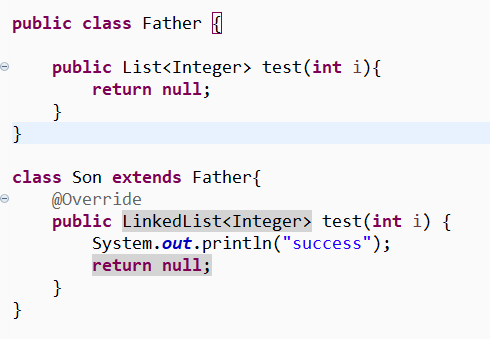 public class Father {
public List<Integer> test(int i){
return null;
}
}
class Son extends Father{
@Override
public LinkedList<Integer> test(int i) {
System.out.println("success");
return null;
}
}